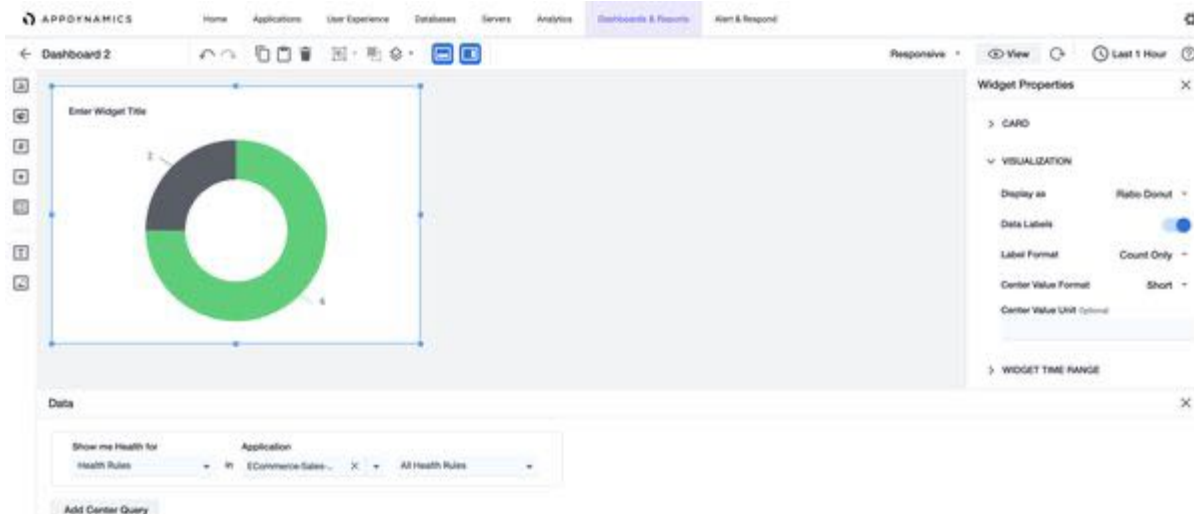 APPDYNAMICS Home Applications User Experience Databases Servers Analytics Dashboards & Reports Alert & Respond
Dashboard 2 Responsive View Last 1 Hour
Widget Properties
Enter Widget Title
CARD
2
VISUALIZATION
Display as Ratio Donut
Data Labels
Label Format Count Only
Center Value Format Short
6
Center Value Unit Optional
WIDGET TIME RANGE
Data
Show me Health for Application
Health Rules in ECommerce-Sales-... All Health Rules
Add Center Query